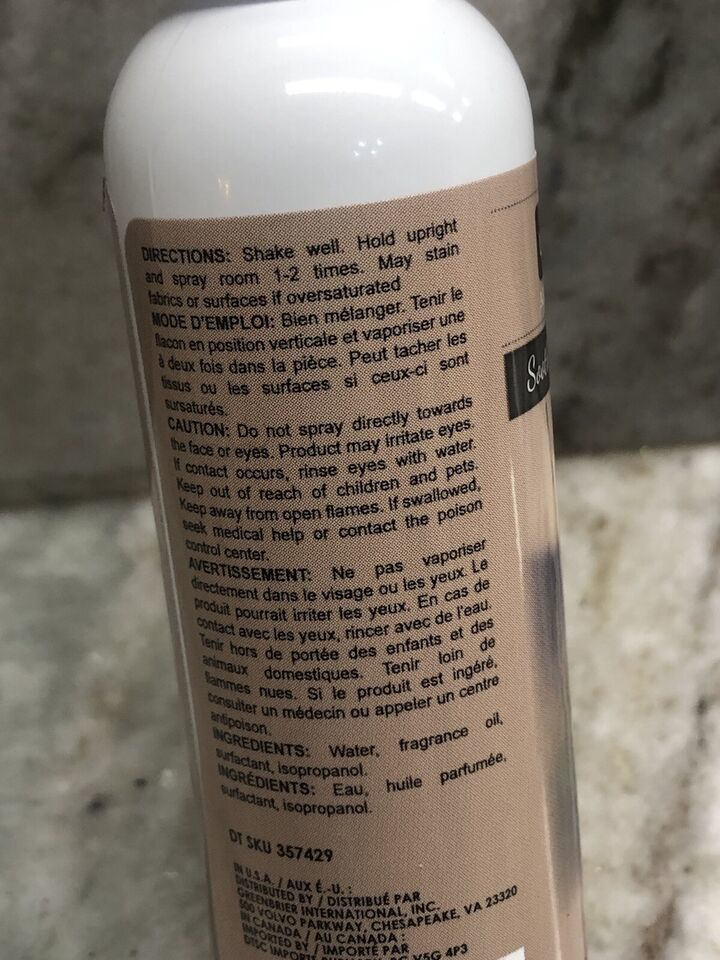 DIRECTIONS: Shake well. Hold upright
and spray room 1-2 times. May stain
fabrics or surfaces if oversaturated
MODE D'EMPLOI: Bien mélanger. Tenir le
flacon en position verticale et vaporiser une
à deux fois dans la pièce. Peut tacher les
tissus ou les surfaces si ceux-ci sont
sursaturés.
CAUTION: Do not spray directly towards
the face or eyes. Product may irritate eyes.
If contact occurs, rinse eyes with water.
Keep out of reach of children and pets.
Keep away from open flames. If swallowed,
seek medical help or contact the poison
control center.
AVERTISSEMENT: Ne pas vaporiser
directement dans le visage ou les yeux. Le
produit pourrait irriter les yeux. En cas de
contact avec les yeux, rincer avec de l'eau.
Tenir hors de portée des enfants et des
animaux domestiques. Tenir loin de
flammes nues. Si le produit est ingéré,
consulter un médecin ou appeler un centre
antipoison.
INGREDIENTS: Water, fragrance oil,
surfactant, isopropanol.
INGRÉDIENTS: Eau, huile parfumée,
surfactant, isopropanol.
DT SKU 357429
IN U.S.A. / AUX É.-U. :
DISTRIBUTED BY / DISTRIBUÉ PAR
GREENBRIER INTERNATIONAL, INC.
500 VOLVO PARKWAY, CHESAPEAKE, VA 23320
IN CANADA / AU CANADA :
IMPORTED BY / IMPORTÉ PAR
DTSC V5G 4P3